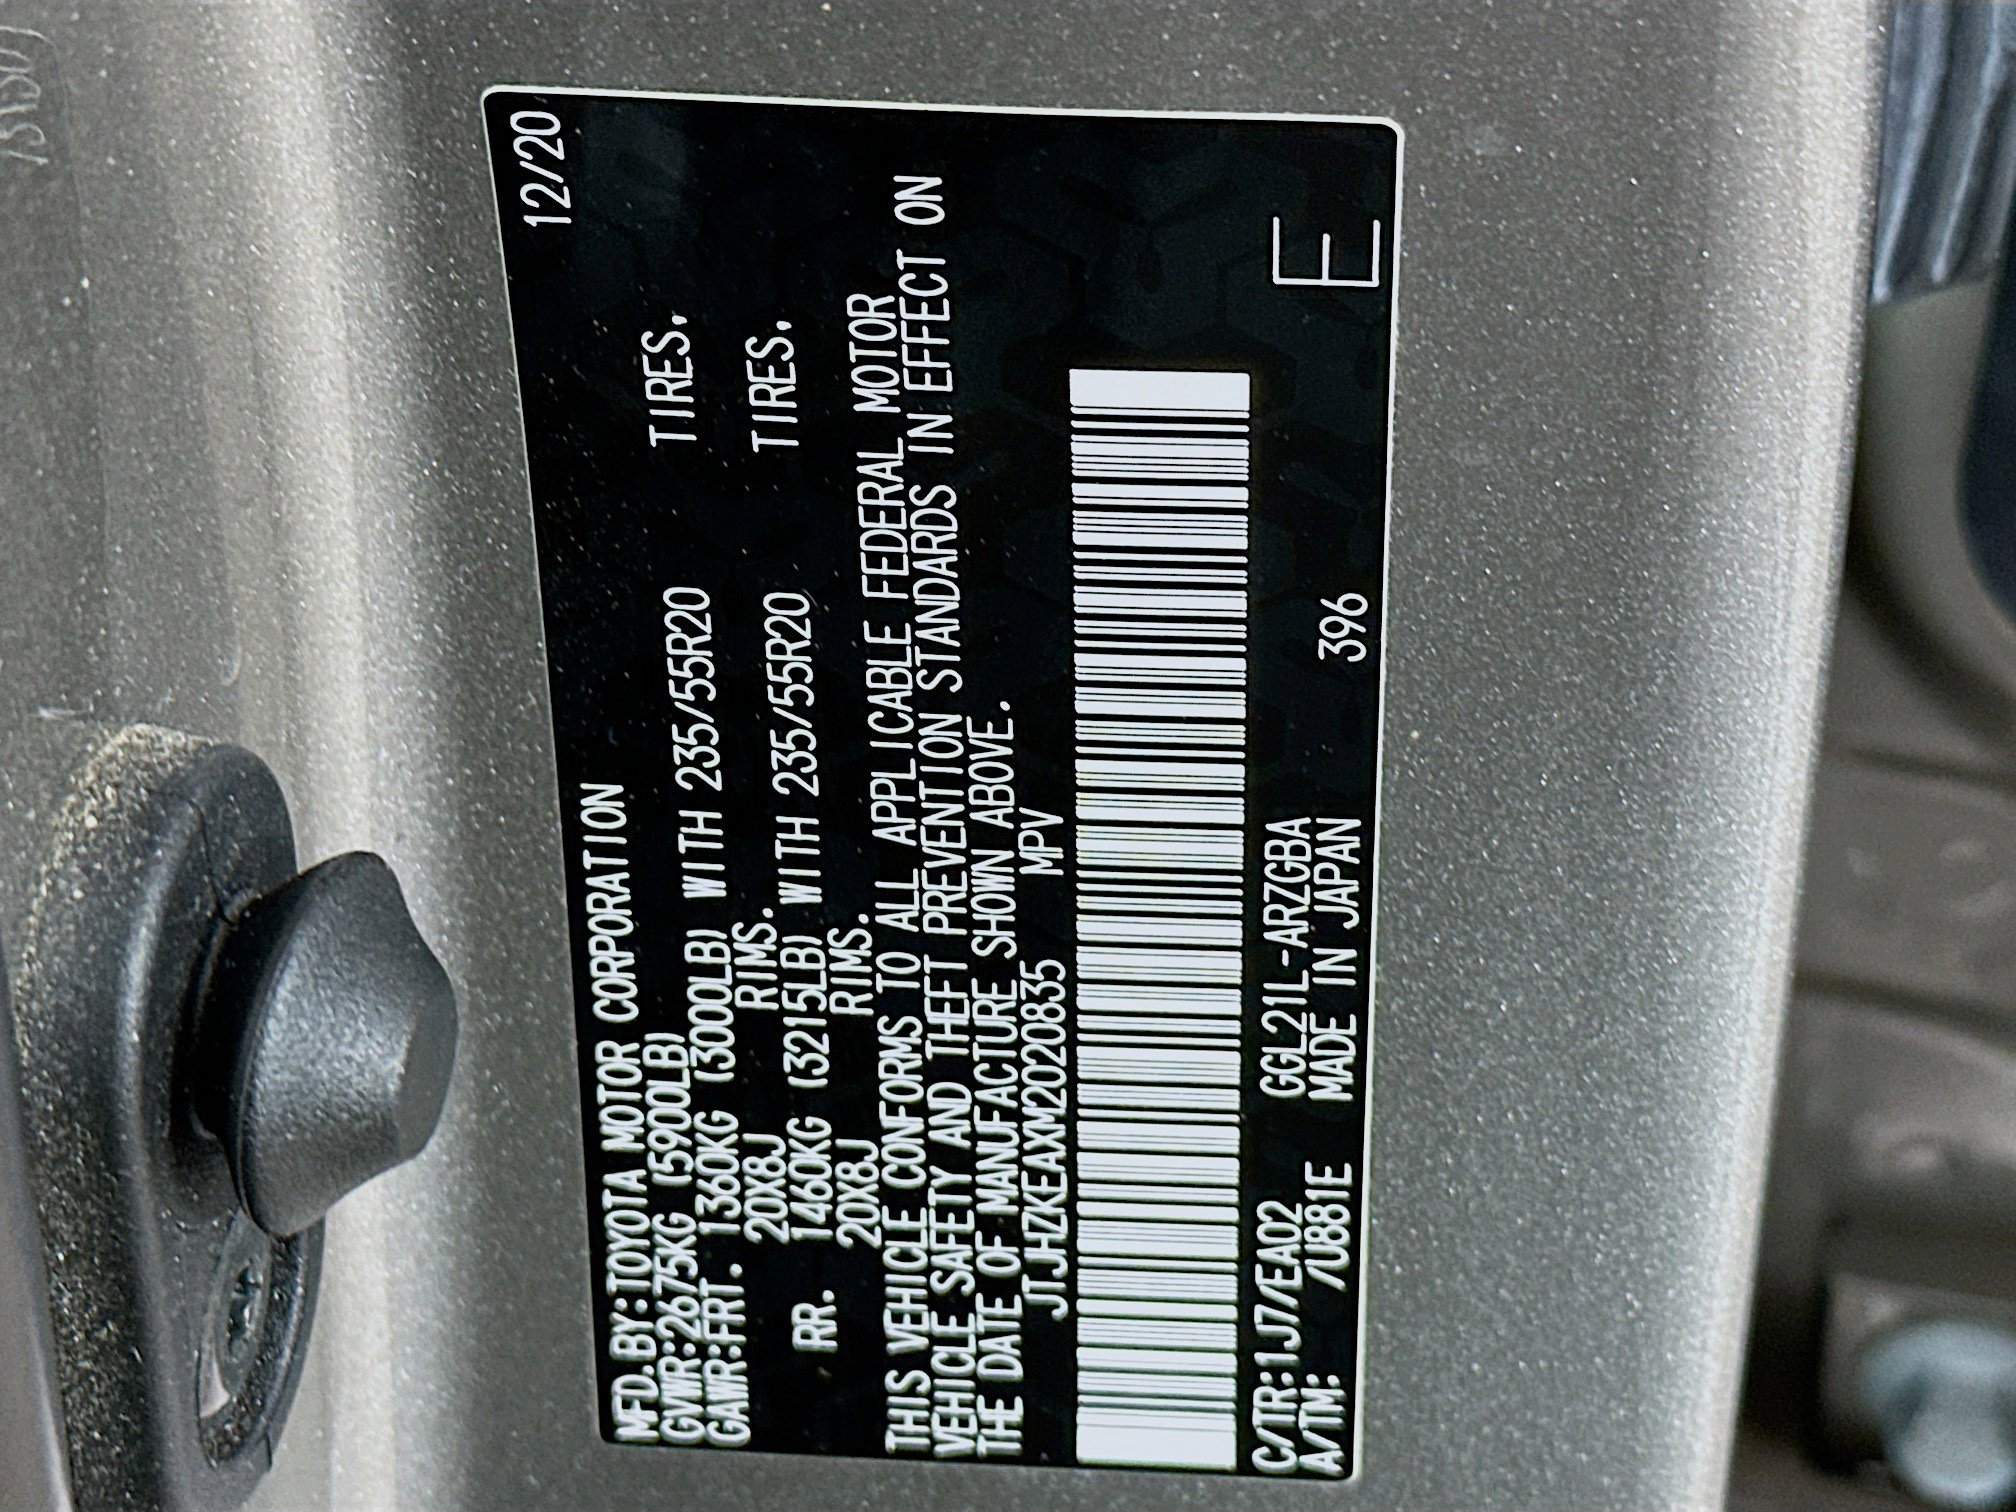 MFD.BY:TOYOTA MOTOR CORPORATION 12/20
GVWR:2675KG (5900LB)
GAWR:FRT. 1360KG (3000LB) WITH 235/55R20 TIRES,
20X8J RIMS.
RR. 1460KG (3215LB) WITH 235/55R20 TIRES,
20X8J RIMS.
THIS VEHICLE CONFORMS TO ALL APPLICABLE FEDERAL MOTOR
VEHICLE SAFETY AND THEFT PREVENTION STANDARDS IN EFFECT ON
THE DATE OF MANUFACTURE SHOWN ABOVE.
JTJHZKEAXM2020835 MPV
C/TR:1J7/EA02 GGL21L-ARZGBA
A/TM: /U881E MADE IN JAPAN 396
E